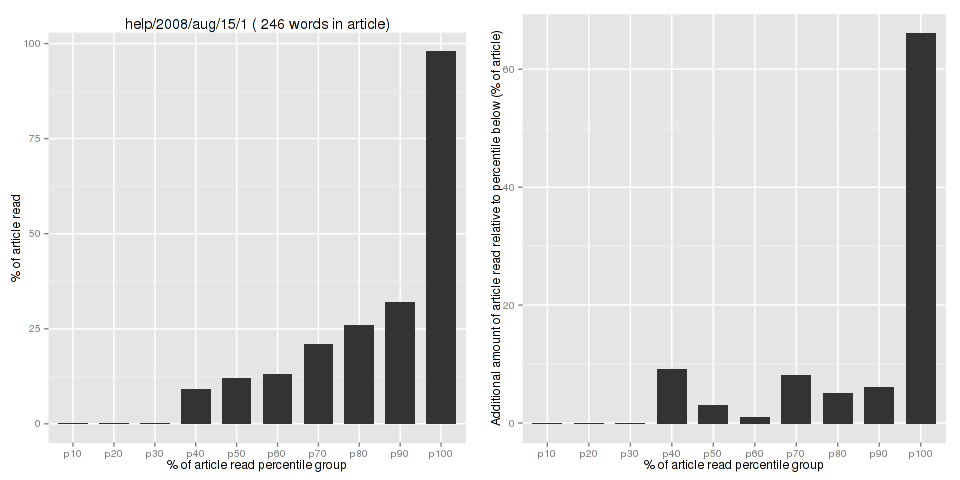 help/2008/aug/15/1 ( 246 words in article)
% of article read
100
75
50
25
0
p10 p20 p30 p40 p50 p60 p70 p80 p90 p100
% of article read percentile group
Additional amount of article read relative to percentile below (% of article)
60
40
20
0
p10 p20 p30 p40 p50 p60 p70 p80 p90 p100
% of article read percentile group